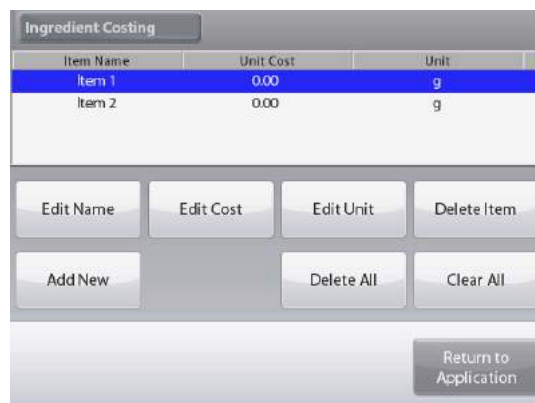 Ingredient Costing
Item Name Unit Cost Unit
Item 1 0.00 g
Item 2 0.00 g
Edit Name Edit Cost Edit Unit Delete Item
Add New Delete All Clear All
Return to
Application